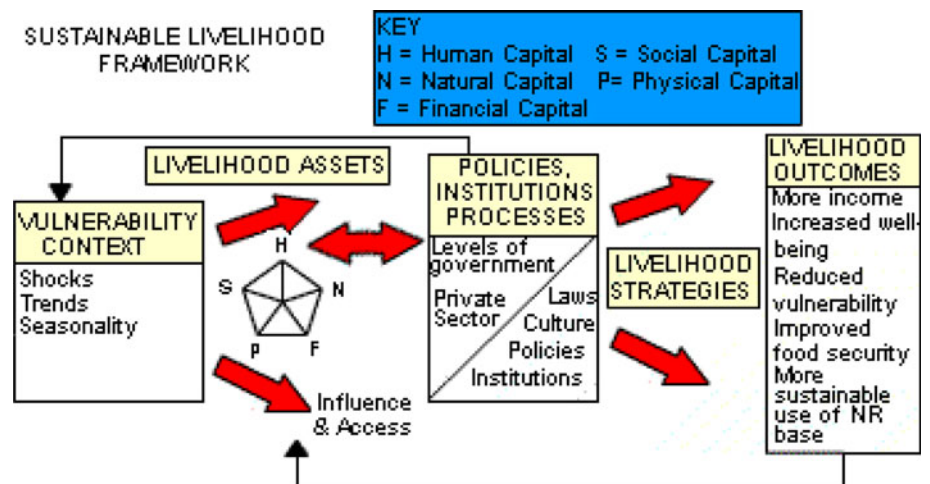 SUSTAINABLE LIVELIHOOD
FRAMEWORK
KEY
H = Human Capital S = Social Capital
N = Natural Capital P= Physical Capital
F = Financial Capital
LIVELIHOOD ASSETS
VULNERABILITY
CONTEXT
Shocks
Trends
Seasonality
H
S
N
P
F
Influence
& Access
POLICIES,
INSTITUTIONS
PROCESSES
Levels of
government
Private
Sector
Laws
Culture
Policies
Institutions
LIVELIHOOD
STRATEGIES
LIVELIHOOD
OUTCOMES
More income
Increased well-
being
Reduced
vulnerability
Improved
food security
More
sustainable
use of NR
base